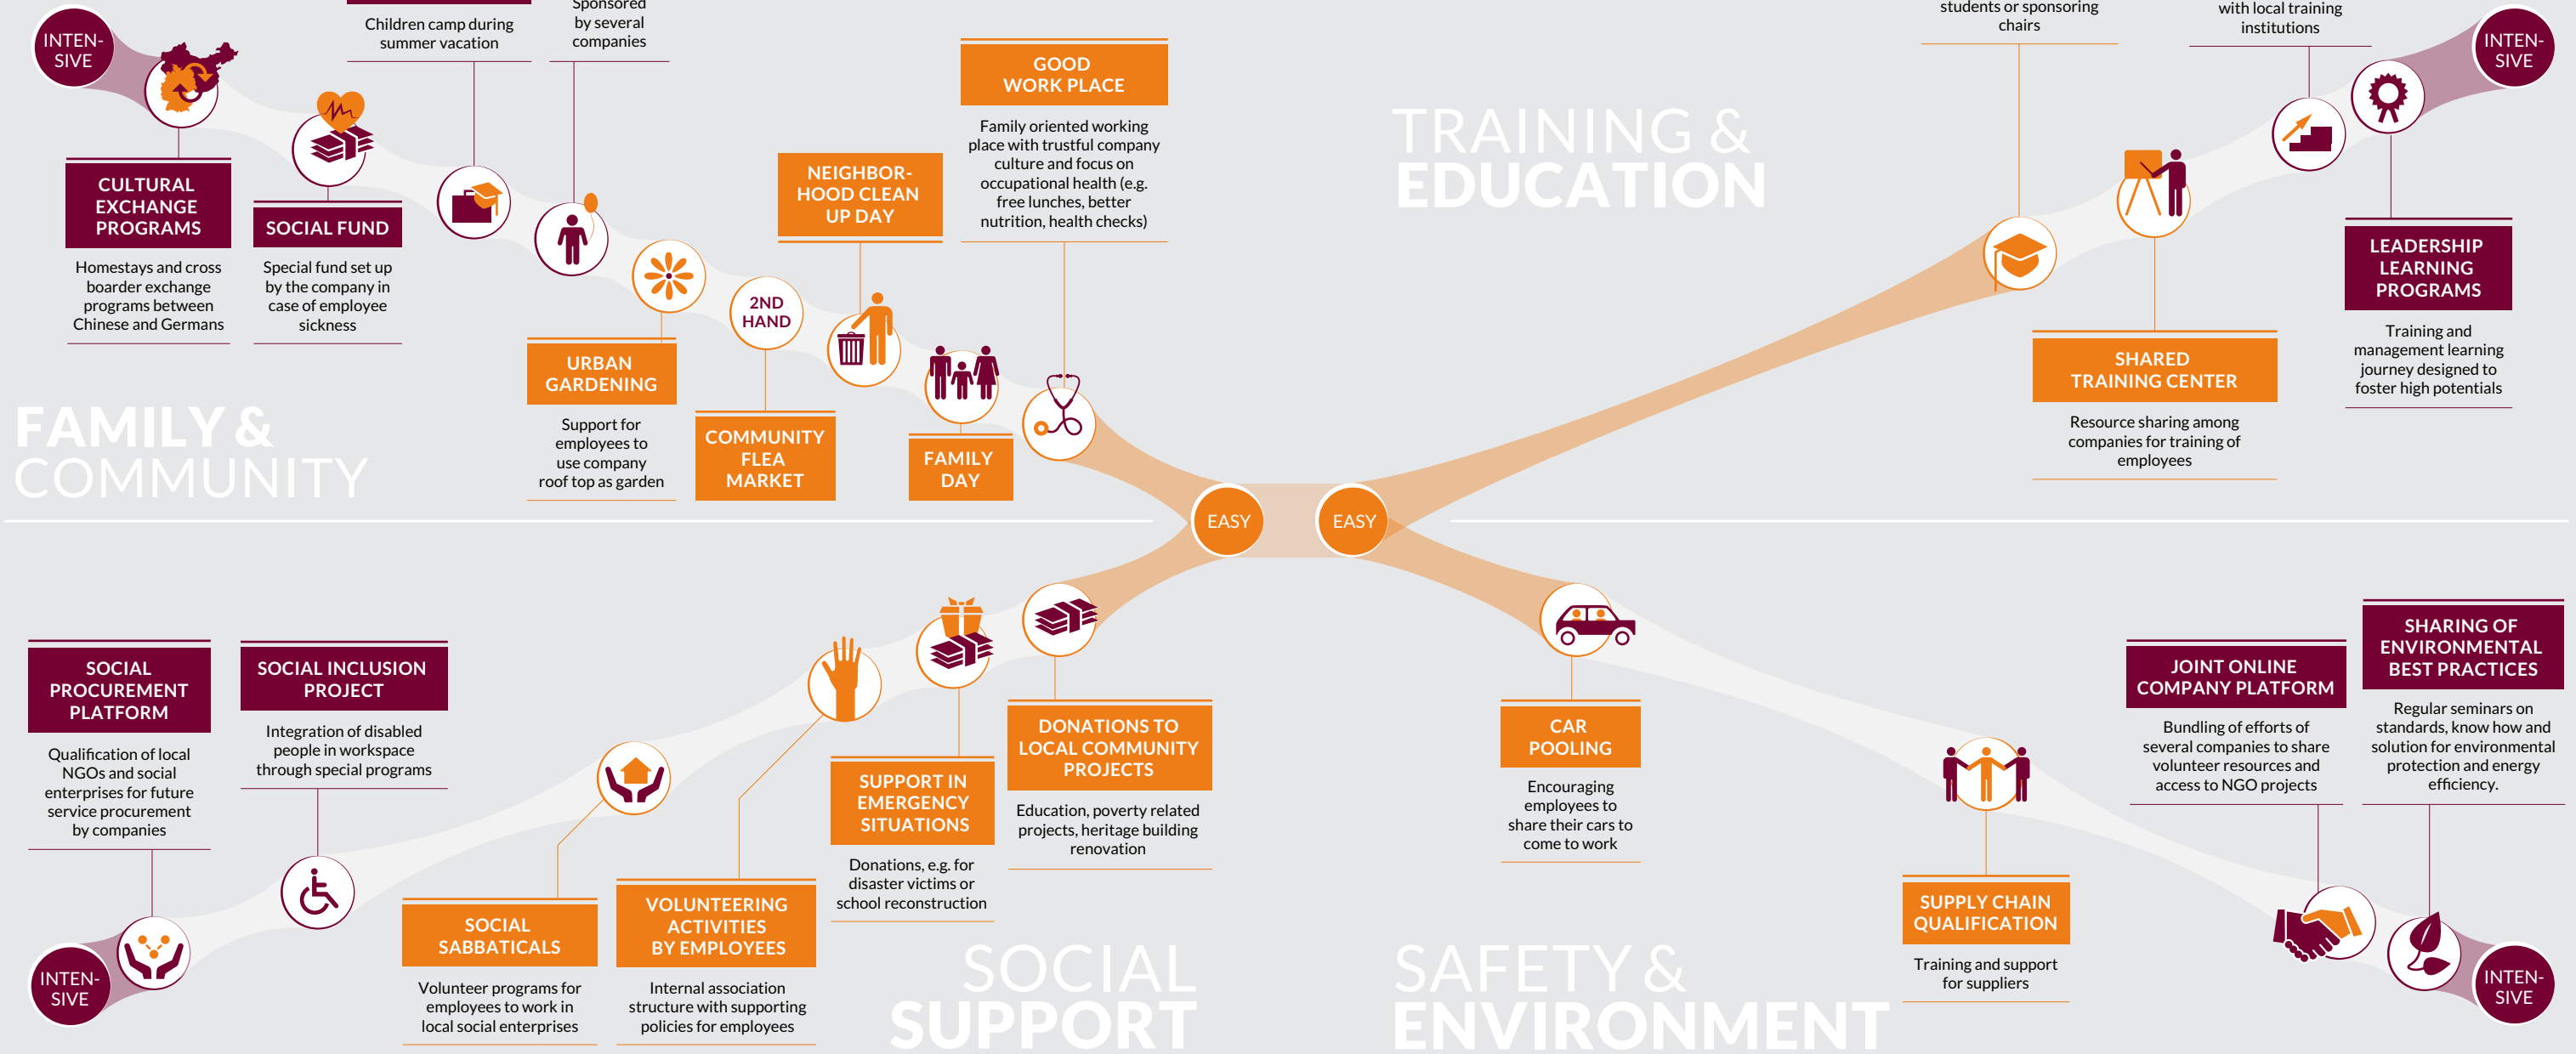 INTEN-
SIVE
Children camp during
summer vacation
Sponsored
by several
companies
GOOD
WORK PLACE
Family oriented working
place with trustful company
culture and focus on
occupational health (e.g.
free lunches, better
nutrition, health checks)
NEIGHBOR-
HOOD CLEAN
UP DAY
CULTURAL
EXCHANGE
PROGRAMS
Homestays and cross
boarder exchange
programs between
Chinese and Germans
SOCIAL FUND
Special fund set up
by the company in
case of employee
sickness
2ND
HAND
URBAN
GARDENING
Support for
employees to
use company
roof top as garden
COMMUNITY
FLEA
MARKET
FAMILY
DAY
FAMILY &
COMMUNITY
TRAINING &
EDUCATION
students or sponsoring
chairs
with local training
institutions
INTEN-
SIVE
LEADERSHIP
LEARNING
PROGRAMS
Training and
management learning
journey designed to
foster high potentials
SHARED
TRAINING CENTER
Resource sharing among
companies for training of
employees
EASY
EASY
SOCIAL
PROCUREMENT
PLATFORM
Qualification of local
NGOs and social
enterprises for future
service procurement
by companies
SOCIAL INCLUSION
PROJECT
Integration of disabled
people in workspace
through special programs
INTEN-
SIVE
SOCIAL
SABBATICALS
Volunteer programs for
employees to work in
local social enterprises
VOLUNTEERING
ACTIVITIES
BY EMPLOYEES
Internal association
structure with supporting
policies for employees
SUPPORT IN
EMERGENCY
SITUATIONS
Donations, e.g. for
disaster victims or
school reconstruction
DONATIONS TO
LOCAL COMMUNITY
PROJECTS
Education, poverty related
projects, heritage building
renovation
SOCIAL
SUPPORT
CAR
POOLING
Encouraging
employees to
share their cars to
come to work
SUPPLY CHAIN
QUALIFICATION
Training and support
for suppliers
JOINT ONLINE
COMPANY PLATFORM
Bundling of efforts of
several companies to share
volunteer resources and
access to NGO projects
SHARING OF
ENVIRONMENTAL
BEST PRACTICES
Regular seminars on
standards, know how and
solution for environmental
protection and energy
efficiency.
SAFETY &
ENVIRONMENT
INTEN-
SIVE